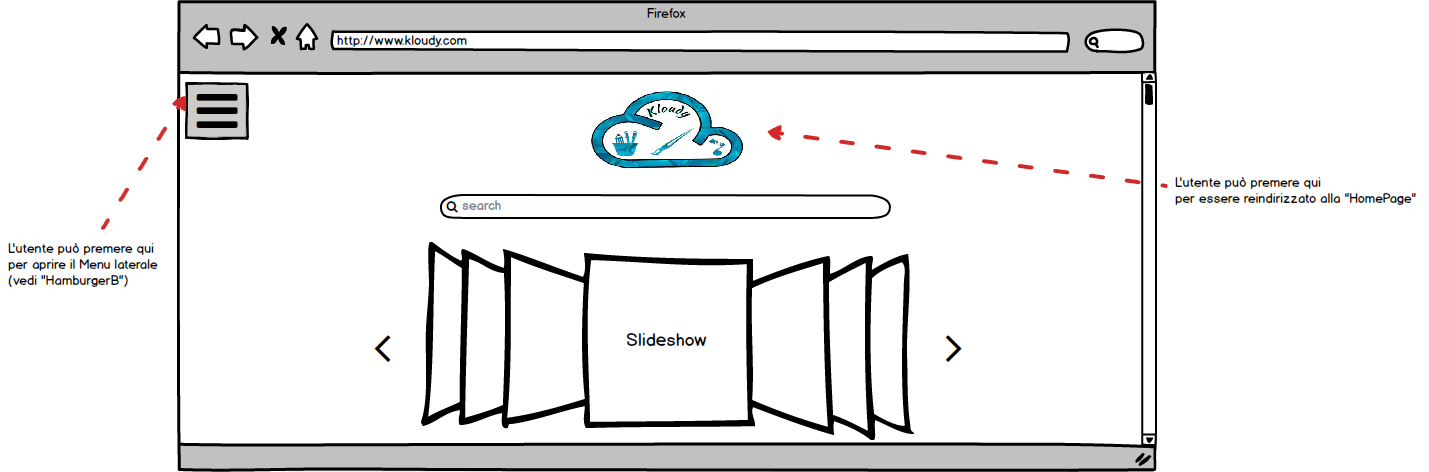 Firefox
http://www.kloudy.com
Kloudy
search
L'utente può premere qui
per essere reindirizzato alla "HomePage"
L'utente può premere qui
per aprire il Menu laterale
(vedi "HamburgerB")
Slideshow